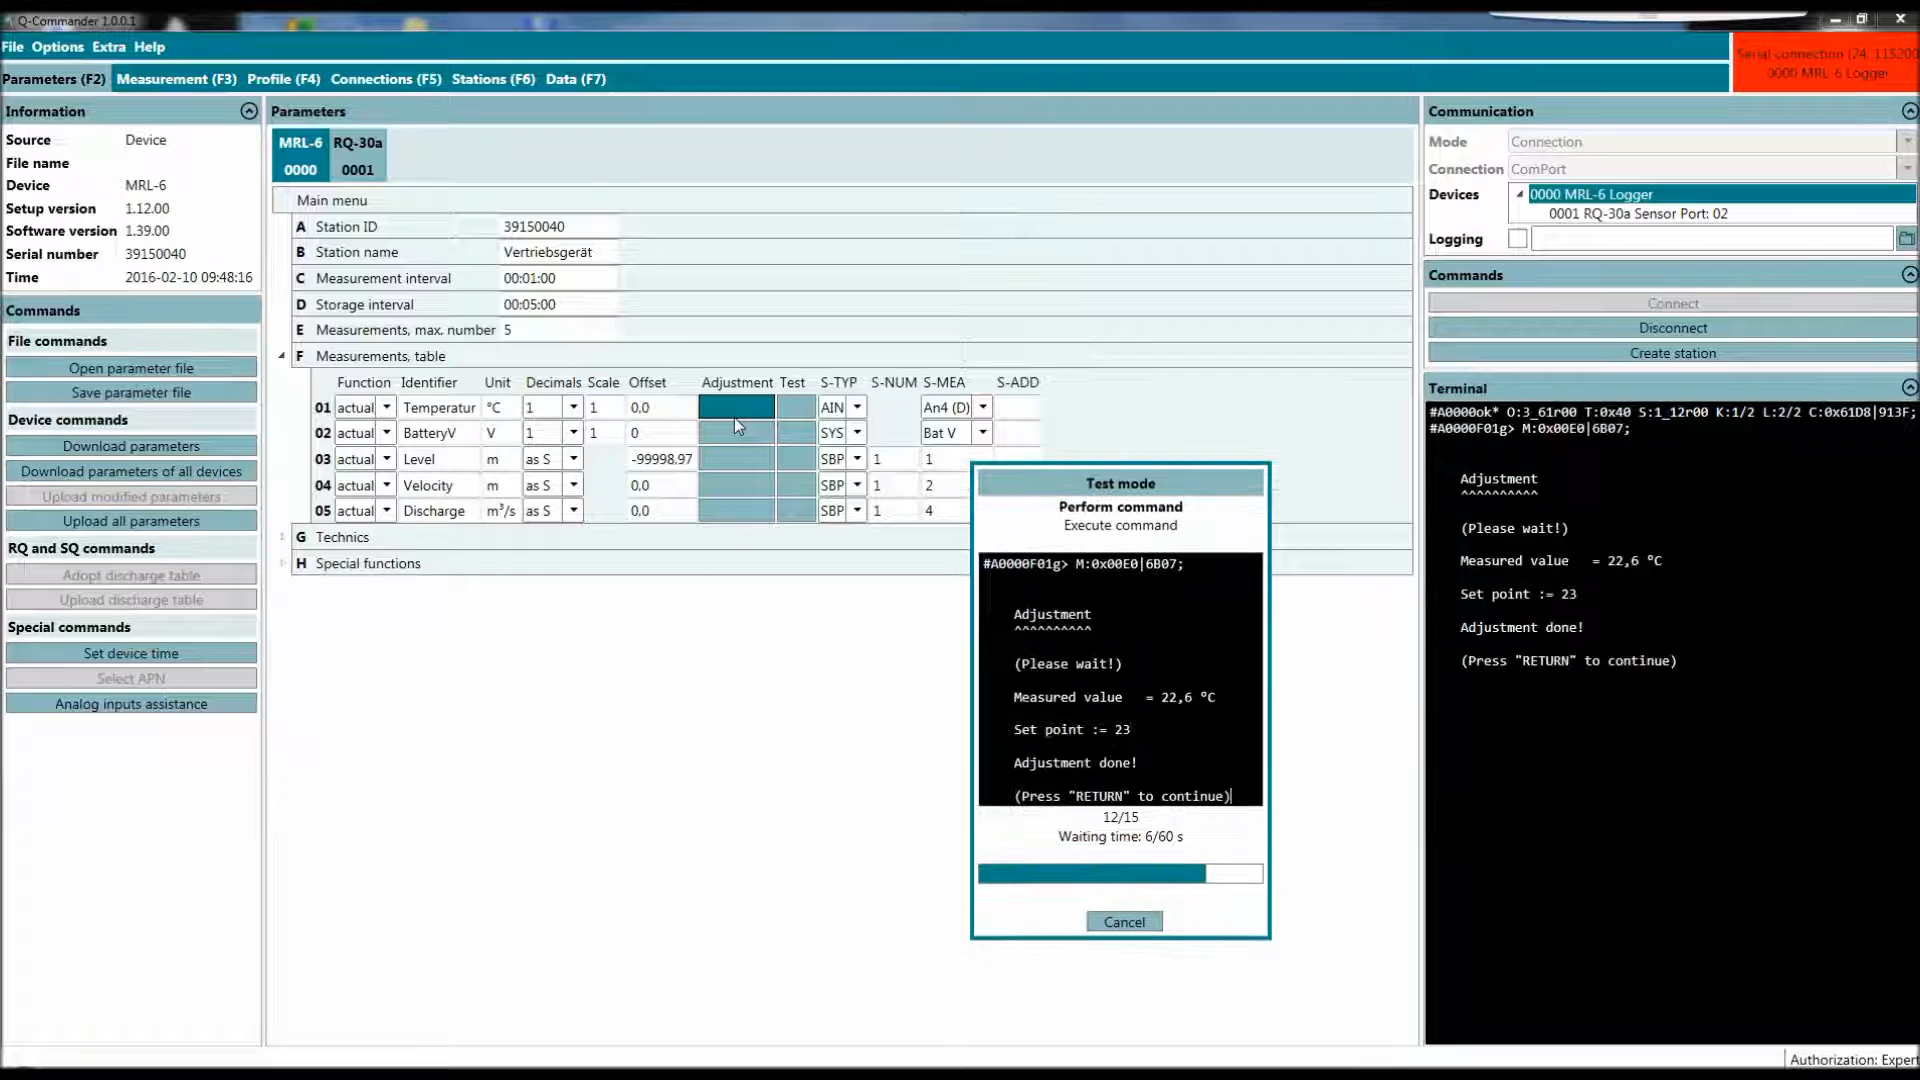 Q-Commander 1.0.0.1
File Options Extra Help
Serial connection (24, 115200
0000 MRL-6 Logger
Parameters (F2) Measurement (F3) Profile (F4) Connections (F5) Stations (F6) Data (F7)
Information
Source Device
File name
Device MRL-6
Setup version 1.12.00
Software version 1.39.00
Serial number 39150040
Time 2016-02-10 09:48:16
Commands
File commands
Open parameter file
Save parameter file
Device commands
Download parameters
Download parameters of all devices
Upload modified parameters
Upload all parameters
RQ and SQ commands
Adopt discharge table
Upload discharge table
Special commands
Set device time
Select APN
Analog inputs assistance
Parameters
MRL-6 RQ-30a
0000 0001
Main menu
A Station ID 39150040
B Station name Vertriebsgerät
C Measurement interval 00:01:00
D Storage interval 00:05:00
E Measurements, max. number 5
F Measurements, table
Function Identifier Unit Decimals Scale Offset Adjustment Test S-TYP S-NUM S-MEA S-ADD
01 actual Temperatur °C 1 1 0,0 AIN An4 (D)
02 actual BatteryV V 1 1 0 SYS Bat V
03 actual Level m as S -99998.97 SBP 1 1
04 actual Velocity m as S 0,0 SBP 1 2
05 actual Discharge m³/s as S 0,0 SBP 1 4
G Technics
H Special functions
Test mode
Perform command
Execute command
#A0000F01g> M:0x00E0|6B07;
Adjustment
^^^^^^^^^^
(Please wait!)
Measured value = 22,6 °C
Set point := 23
Adjustment done!
(Press "RETURN" to continue)
12/15
Waiting time: 6/60 s
Cancel
Communication
Mode Connection
Connection ComPort
Devices 0000 MRL-6 Logger
0001 RQ-30a Sensor Port: 02
Logging
Commands
Connect
Disconnect
Create station
Terminal
#A0000ok* O:3_61r00 T:0x40 S:1_12r00 K:1/2 L:2/2 C:0x61D8|913F;
#A0000F01g> M:0x00E0|6B07;
Adjustment
^^^^^^^^^^
(Please wait!)
Measured value = 22,6 °C
Set point := 23
Adjustment done!
(Press "RETURN" to continue)
Authorization: Expert